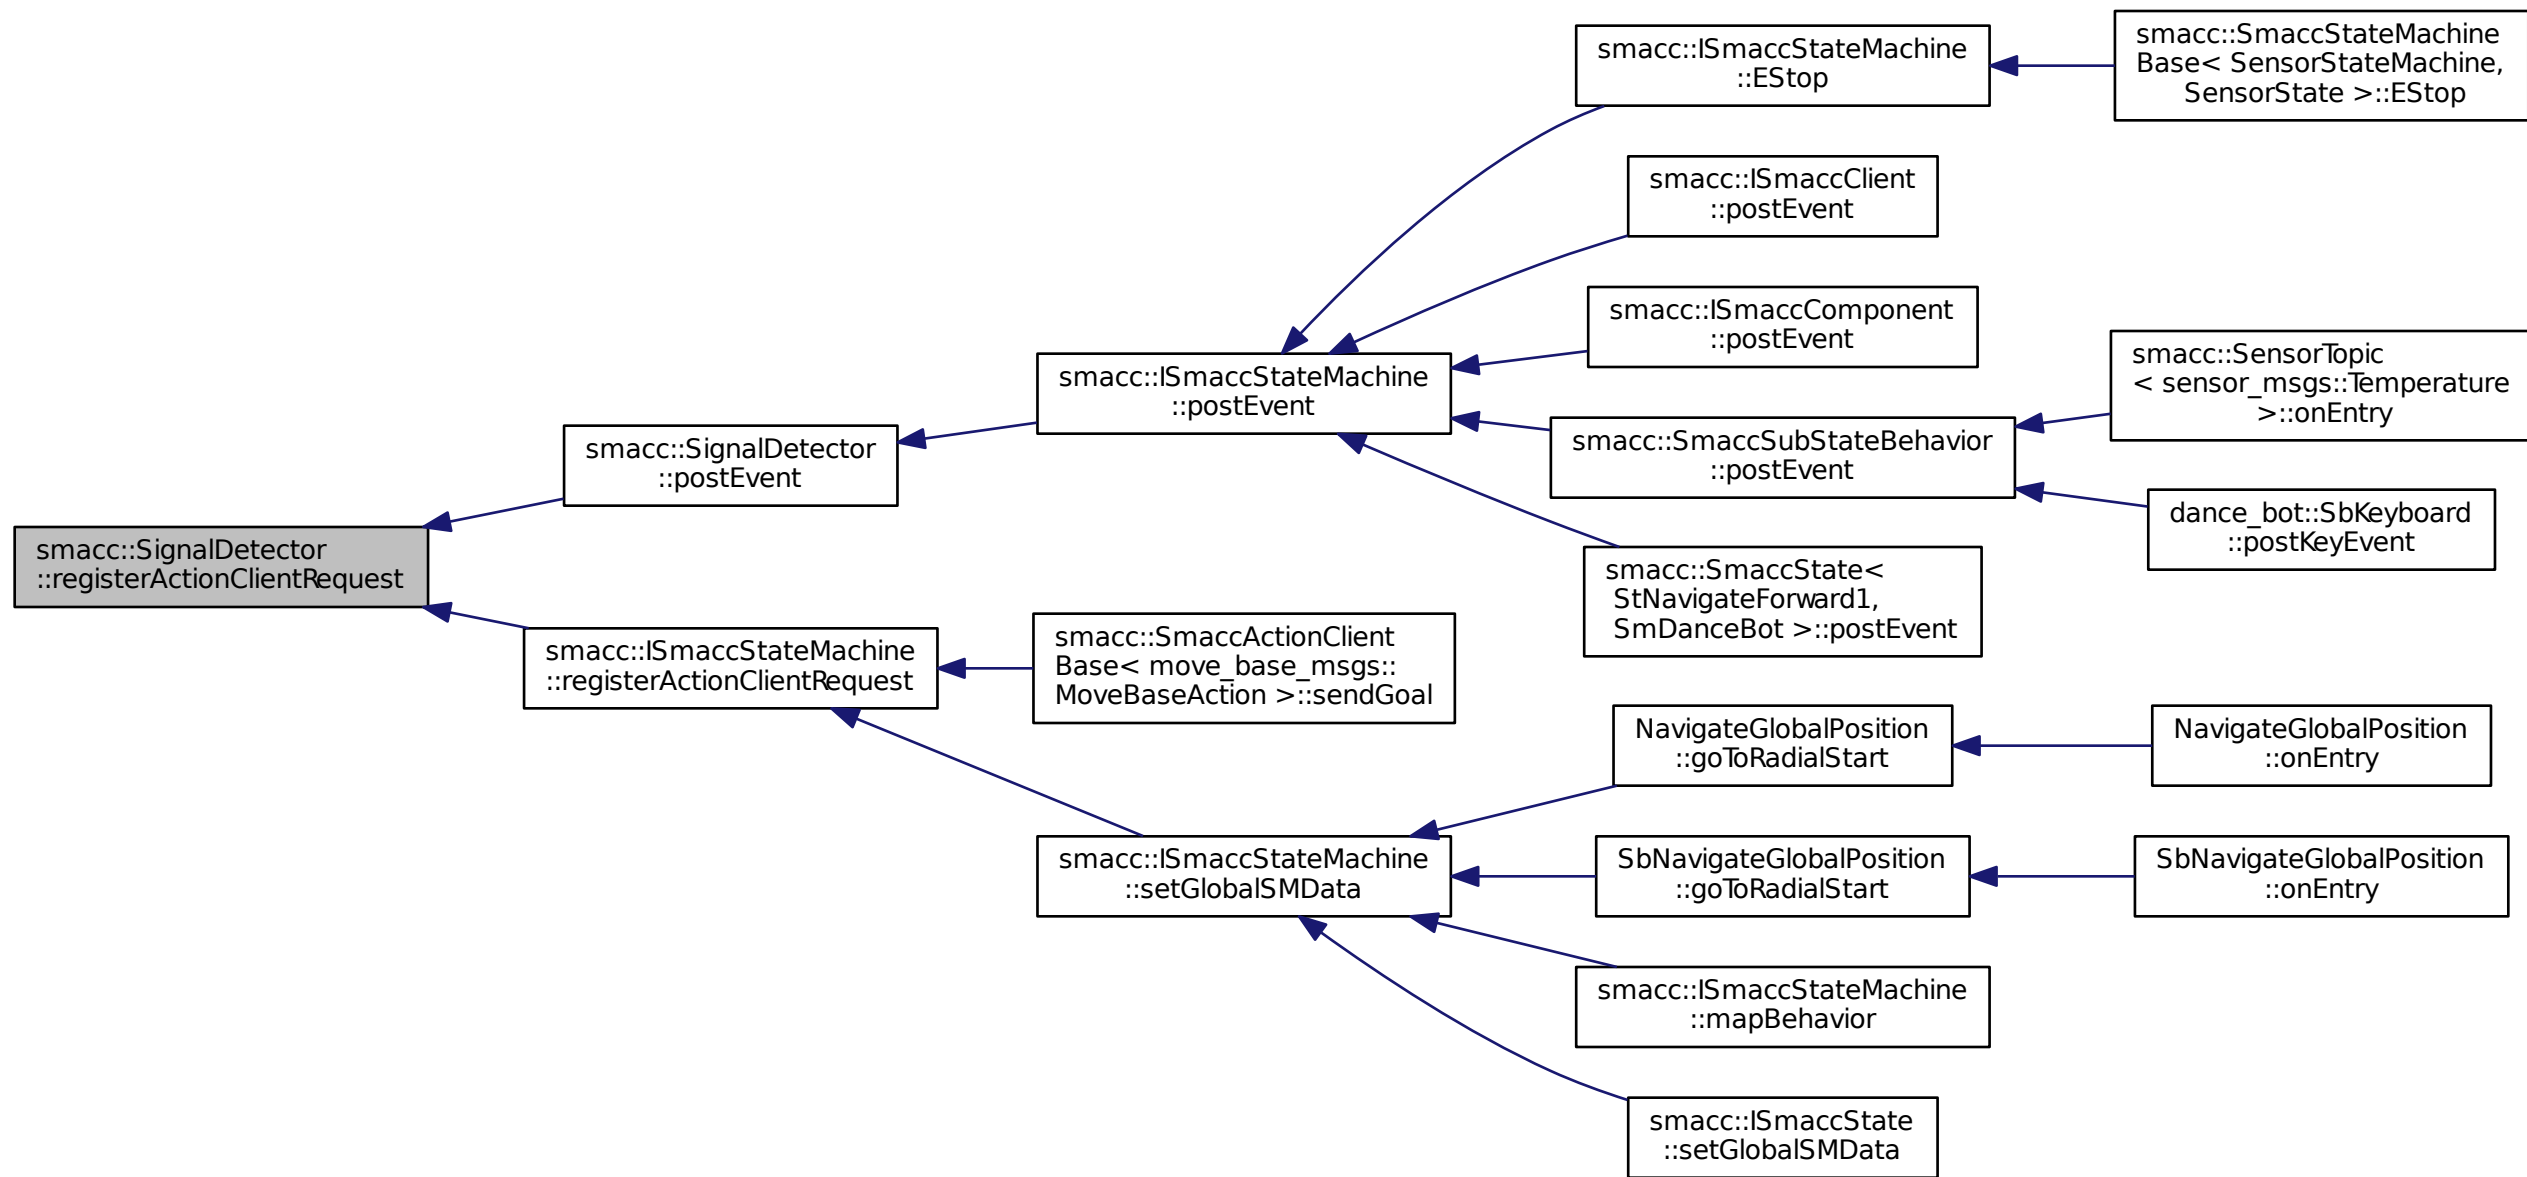 smacc::ISmaccStateMachine
::EStop
smacc::SmaccStateMachine
Base< SensorStateMachine,
SensorState >::EStop
smacc::ISmaccClient
::postEvent
smacc::ISmaccComponent
::postEvent
smacc::ISmaccStateMachine
::postEvent
smacc::SensorTopic
< sensor_msgs::Temperature
>::onEntry
smacc::SignalDetector
::postEvent
smacc::SmaccSubStateBehavior
::postEvent
dance_bot::SbKeyboard
::postKeyEvent
smacc::SignalDetector
::registerActionClientRequest
smacc::SmaccState<
StNavigateForward1,
SmDanceBot >::postEvent
smacc::ISmaccStateMachine
::registerActionClientRequest
smacc::SmaccActionClient
Base< move_base_msgs::
MoveBaseAction >::sendGoal
NavigateGlobalPosition
::goToRadialStart
NavigateGlobalPosition
::onEntry
smacc::ISmaccStateMachine
::setGlobalSMData
SbNavigateGlobalPosition
::goToRadialStart
SbNavigateGlobalPosition
::onEntry
smacc::ISmaccStateMachine
::mapBehavior
smacc::ISmaccState
::setGlobalSMData